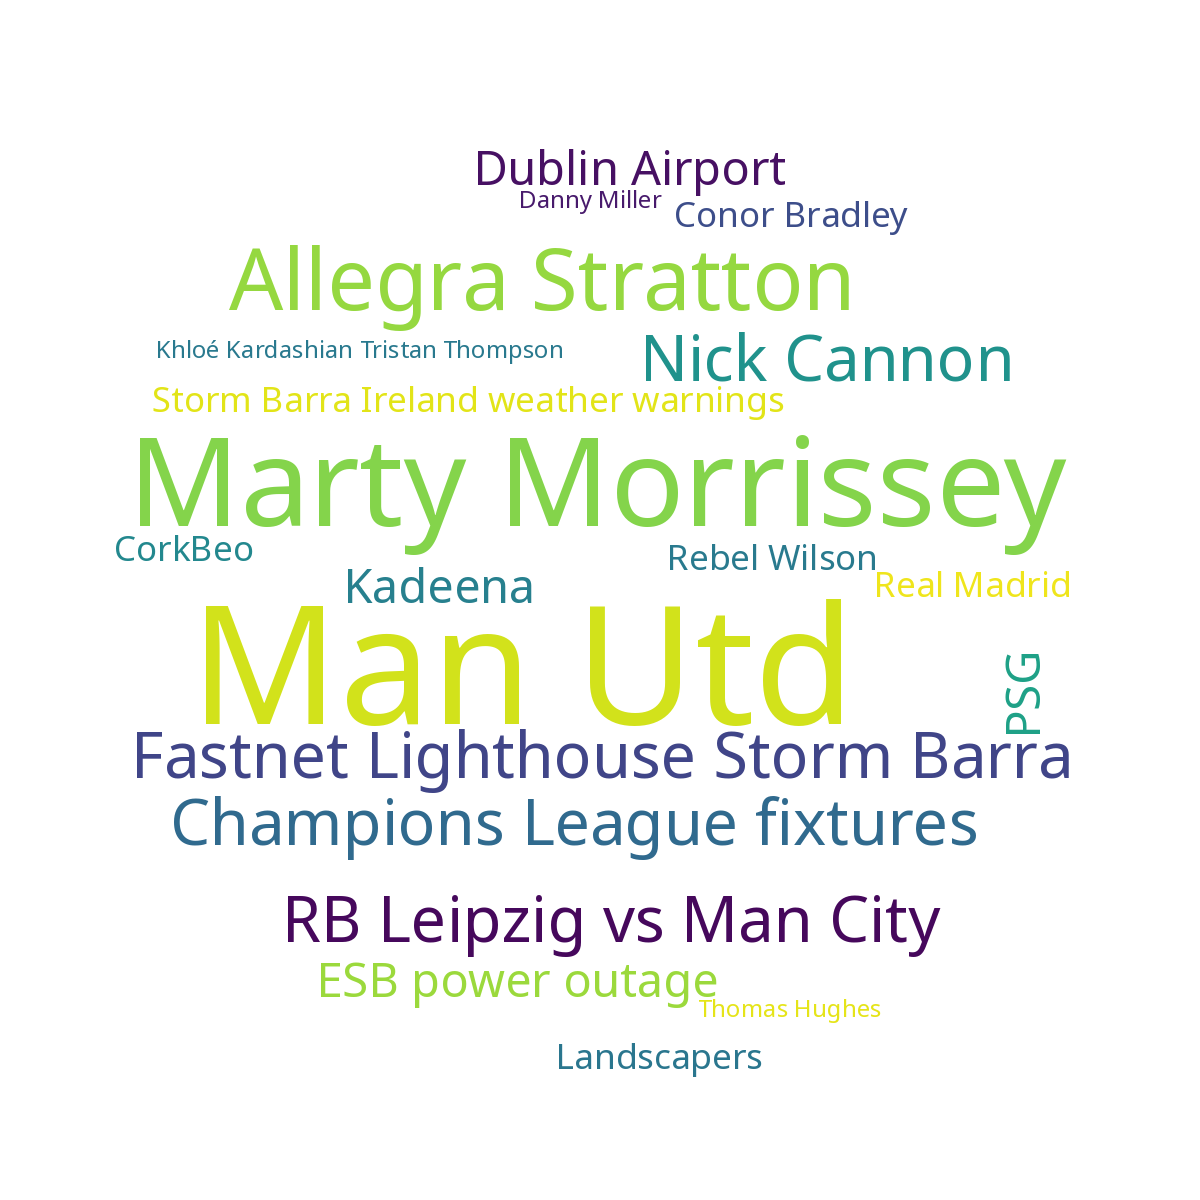 Dublin Airport
Danny Miller
Conor Bradley
Allegra Stratton
Khloé Kardashian Tristan Thompson
Nick Cannon
Storm Barra Ireland weather warnings
Marty Morrissey
CorkBeo
Rebel Wilson
Kadeena
Real Madrid
Man Utd
PSG
Fastnet Lighthouse Storm Barra
Champions League fixtures
RB Leipzig vs Man City
ESB power outage
Thomas Hughes
Landscapers